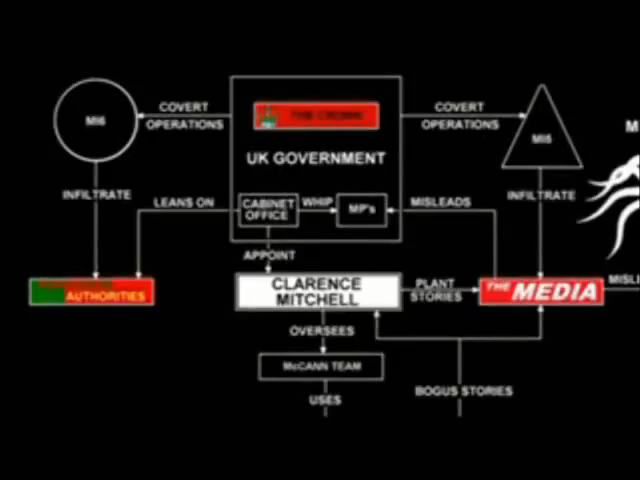 COVERT
OPERATIONS
THE CROWN
COVERT
OPERATIONS
MI6
MI5
M
UK GOVERNMENT
INFILTRATE
LEANS ON
CABINET
OFFICE
WHIP
MP's
MISLEADS
INFILTRATE
APPOINT
AUTHORITIES
CLARENCE
MITCHELL
PLANT
STORIES
THE MEDIA
MISLI
OVERSEES
McCANN TEAM
USES
BOGUS STORIES